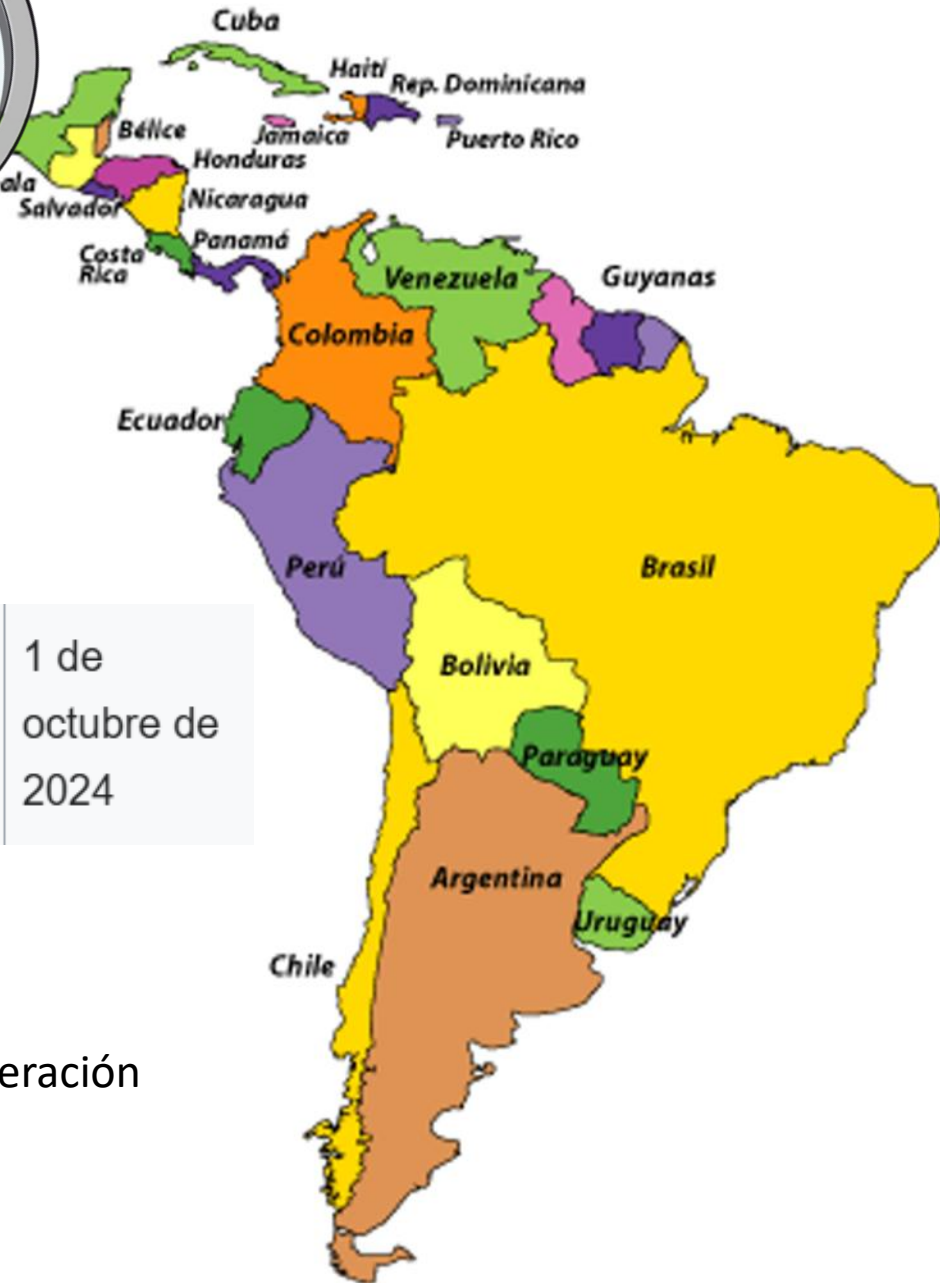 Cuba
Haití
Rep. Dominicana
Jamaica
Puerto Rico
Bélice
Honduras
ala
Salvador
Nicaragua
Costa
Rica
Panamá
Venezuela
Guyanas
Colombia
Ecuador
Perú
Brasil
1 de
octubre de
2024
Bolivia
Paraguay
Argentina
Uruguay
Chile
eración